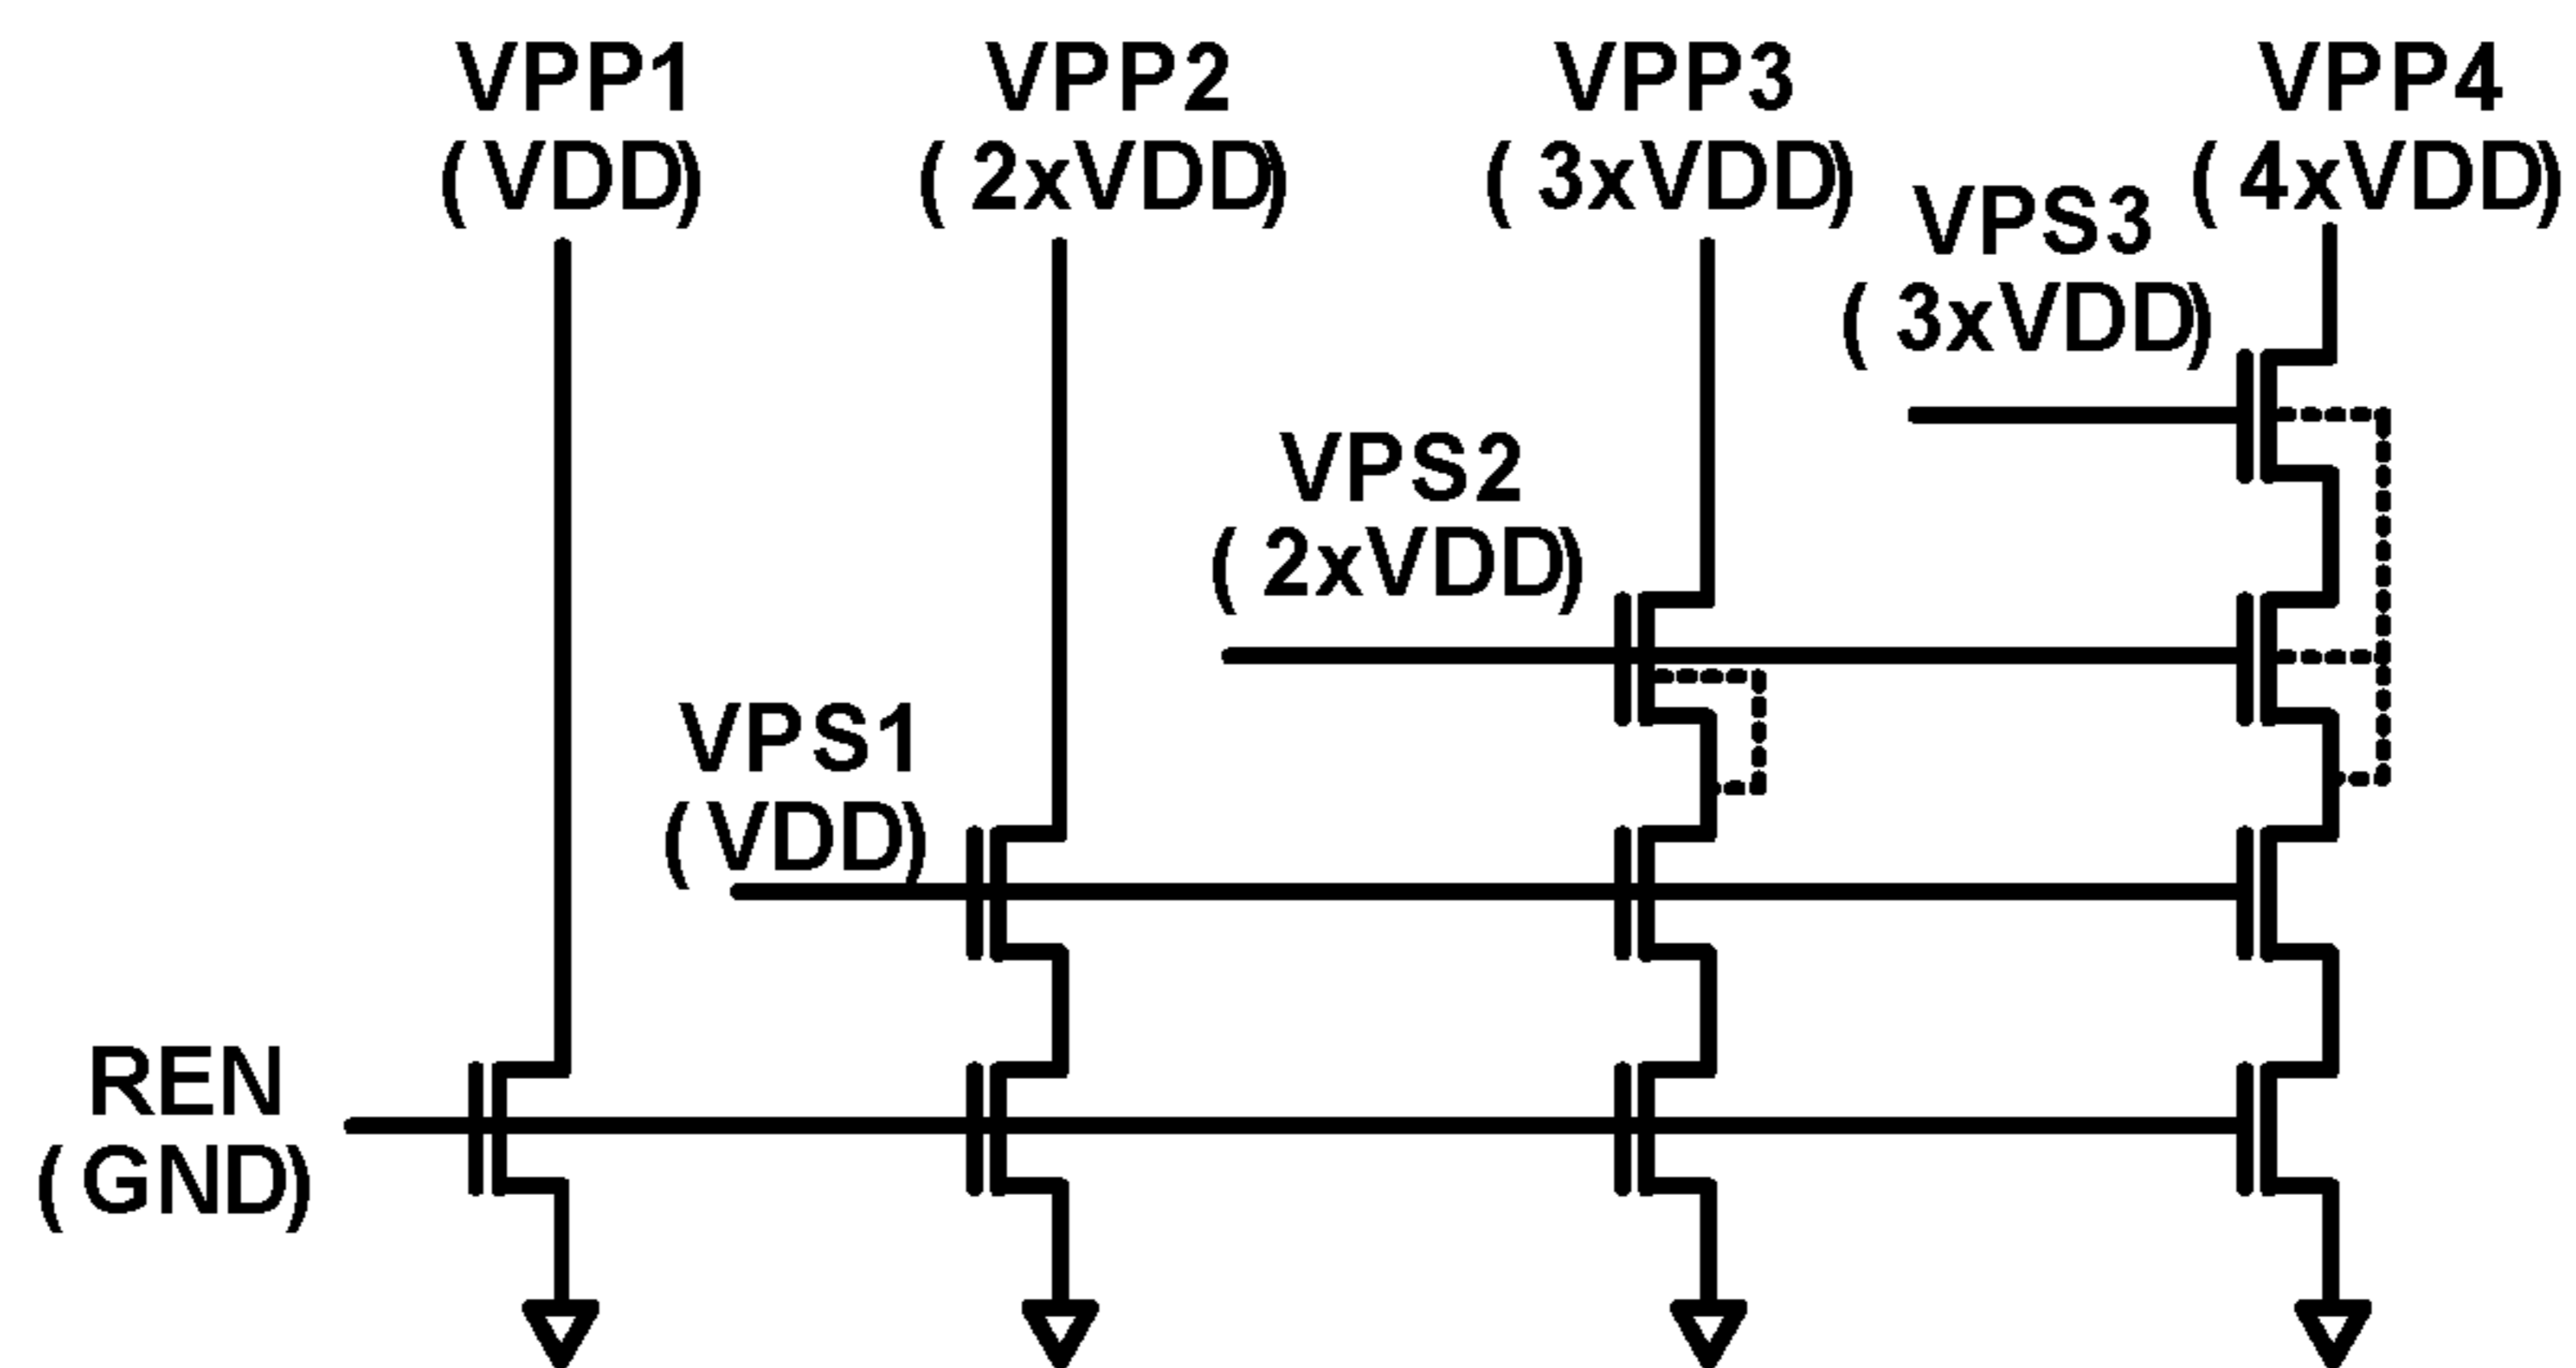 VPP1
(VDD)
VPP2
(2xVDD)
VPP3
(3xVDD)
VPP4
(4xVDD)
VPS3
(3xVDD)
VPS2
(2xVDD)
VPS1
(VDD)
REN
(GND)